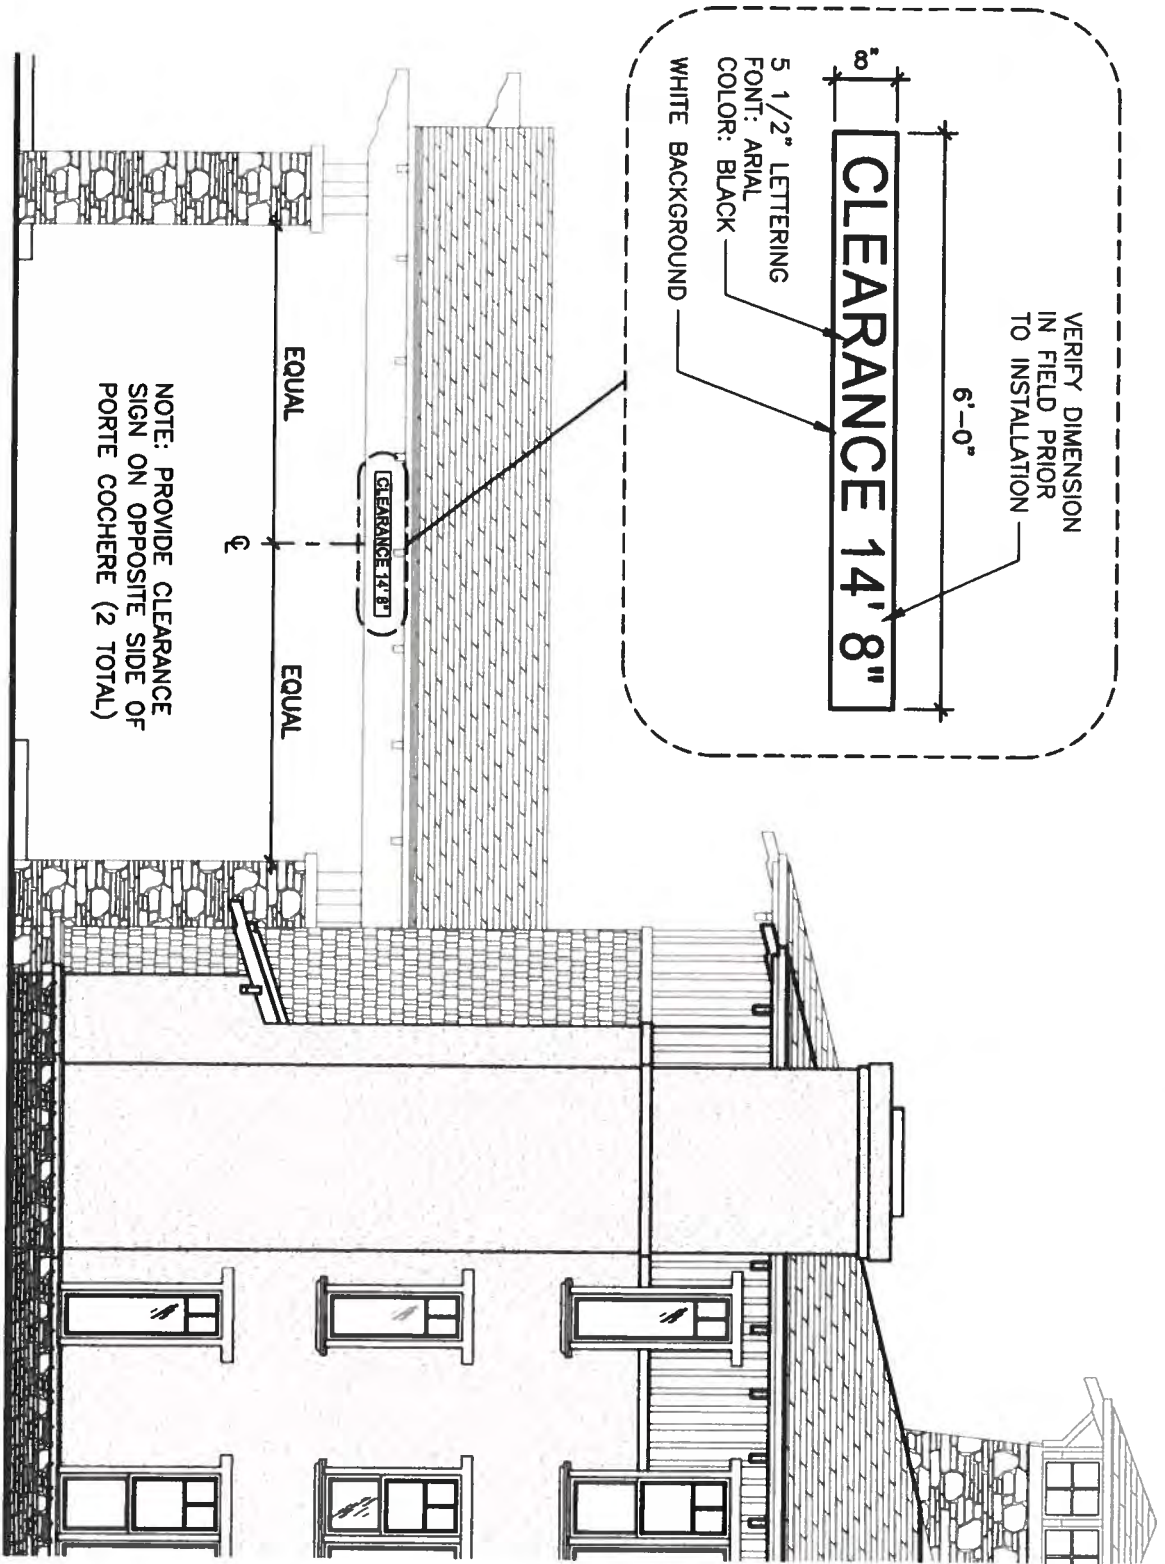 VERIFY DIMENSION
IN FIELD PRIOR
TO INSTALLATION
6'-0"
8"
CLEARANCE 14' 8"
5 1/2" LETTERING
FONT: ARIAL
COLOR: BLACK
WHITE BACKGROUND
CLEARANCE 14' 8"
EQUAL
EQUAL
℄
NOTE: PROVIDE CLEARANCE
SIGN ON OPPOSITE SIDE OF
PORTE COCHERE (2 TOTAL)